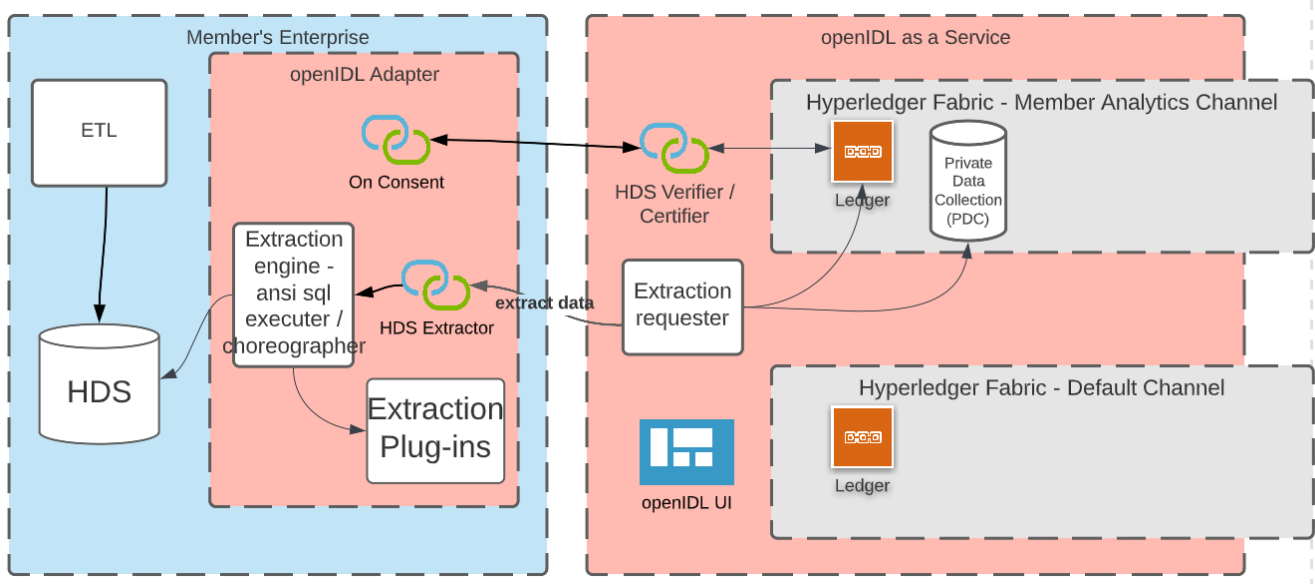 Member's Enterprise
openIDL Adapter
ETL
On Consent
Extraction
engine -
ansi sql
executer /
choreographer
HDS Extractor
HDS
Extraction
Plug-ins
extract data
openIDL as a Service
Hyperledger Fabric - Member Analytics Channel
HDS Verifier /
Certifier
Ledger
Private
Data
Collection
(PDC)
Extraction
requester
Hyperledger Fabric - Default Channel
Ledger
openIDL UI